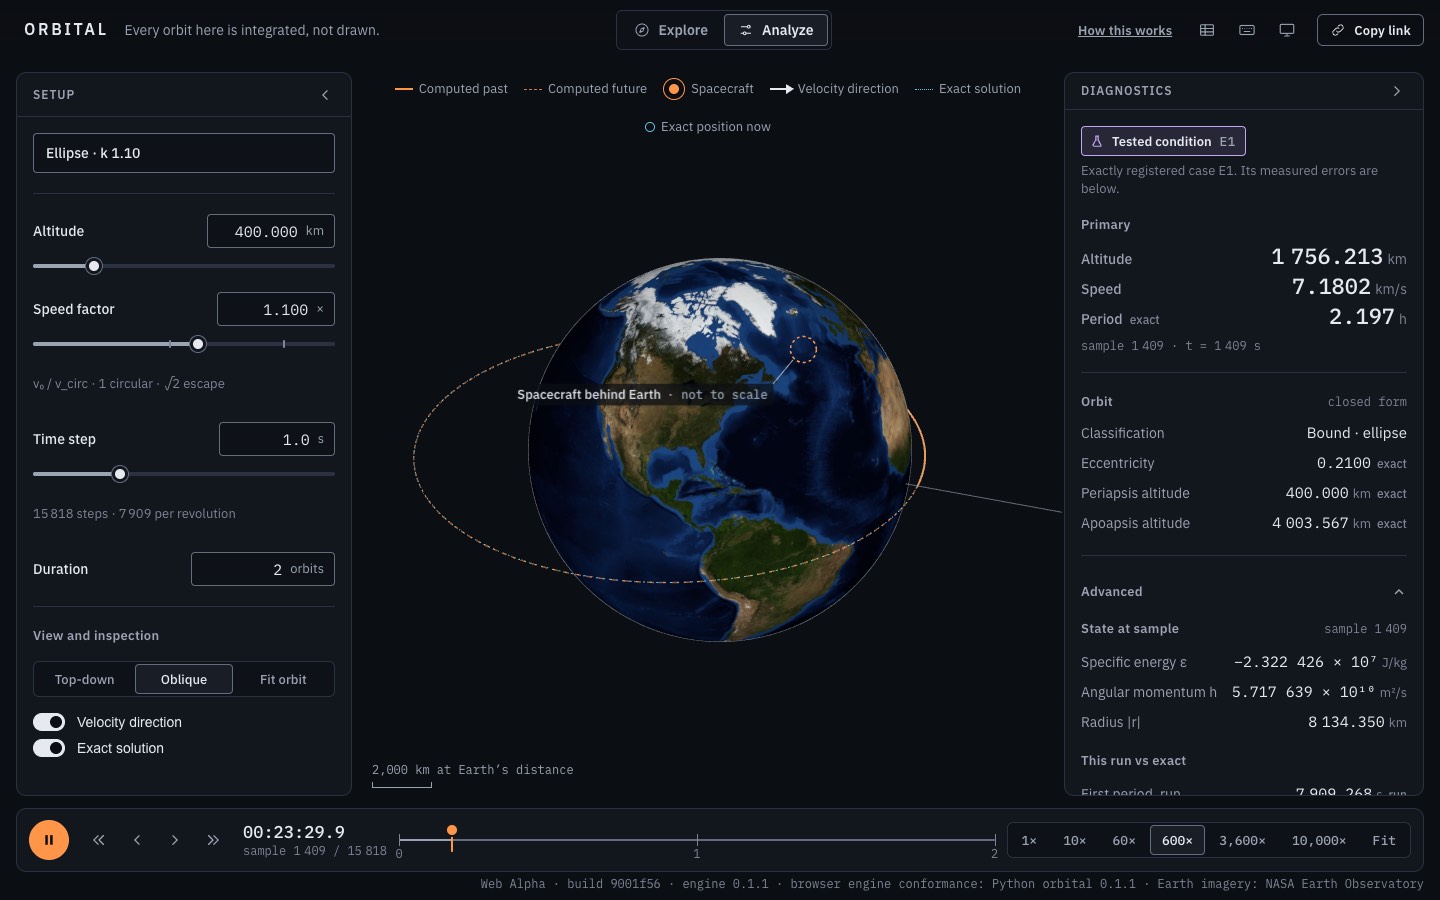 ORBITAL
Every orbit here is integrated, not drawn.
Explore
Analyze
How this works
Copy link
SETUP
Ellipse · k 1.10
Altitude
400.000 km
Speed factor
1.100 ×
v₀ / v_circ · 1 circular · √2 escape
Time step
1.0 s
15 818 steps · 7 909 per revolution
Duration
2 orbits
View and inspection
Top-down
Oblique
Fit orbit
Velocity direction
Exact solution
Computed past
Computed future
Spacecraft
Velocity direction
Exact solution
Exact position now
Spacecraft behind Earth · not to scale
2,000 km at Earth’s distance
DIAGNOSTICS
Tested condition E1
Exactly registered case E1. Its measured errors are
below.
Primary
Altitude 1 756.213 km
Speed 7.1802 km/s
Period exact 2.197 h
sample 1 409 · t = 1 409 s
Orbit closed form
Classification Bound · ellipse
Eccentricity 0.2100 exact
Periapsis altitude 400.000 km exact
Apoapsis altitude 4 003.567 km exact
Advanced
State at sample sample 1 409
Specific energy ε −2.322 426 × 10⁷ J/kg
Angular momentum h 5.717 639 × 10¹⁰ m²/s
Radius |r| 8 134.350 km
This run vs exact
First period, run 7 909.268 s run
00:23:29.9
sample 1 409 / 15 818
0 1 2
1× 10× 60× 600× 3,600× 10,000× Fit
Web Alpha · build 9001f56 · engine 0.1.1 · browser engine conformance: Python orbital 0.1.1 · Earth imagery: NASA Earth Observatory